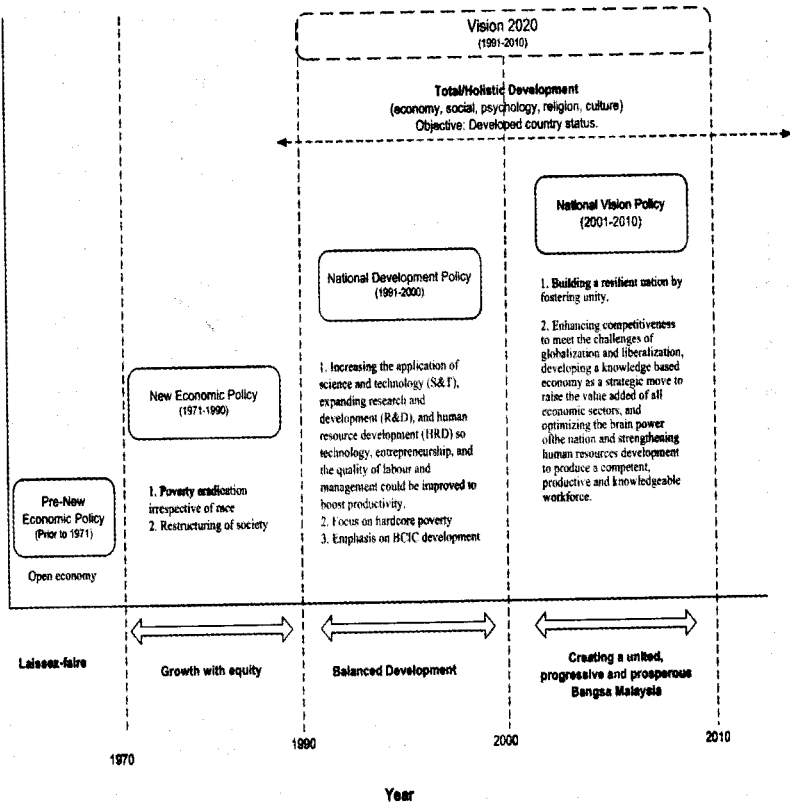 Vision 2020
(1991-2010)
Total/Holistic Development
(economy, social, psychology, religion, culture)
Objective: Developed country status.
National Vision Policy
(2001-2010)
1. Building a resilient nation by
fostering unity.
2. Enhancing competitiveness
to meet the challenges of
globalization and liberalization,
developing a knowledge based
economy as a strategic move to
raise the value added of all
economic sectors, and
optimizing the brain power
ofthe nation and strengthening
human resources development
to produce a competent,
productive and knowledgeable
workforce.
National Development Policy
(1991-2000)
1. Increasing the application of
science and technology (S&T),
expanding research and
development (R&D), and human
resource development (HRD) so
technology, entrepreneurship, and
the quality of labour and
management could be improved to
boost productivity.
2. Focus on hardcore poverty
3. Emphasis on BCIC development
New Economic Policy
(1971-1990)
1. Poverty eradication
irrespective of race
2. Restructuring of society
Pre-New
Economic Policy
(Prior to 1971)
Open economy
Laissez-faire
Growth with equity
Balanced Development
Creating a united,
progressive and prosperous
Bangsa Malaysia
1970
1990
2000
2010
Year